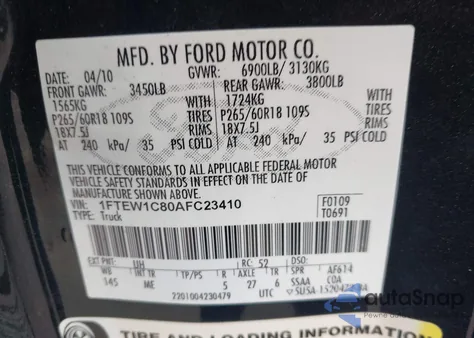 MFD. BY FORD MOTOR CO.
DATE: 04/10 GVWR: 6900LB/ 3130KG
FRONT GAWR: 3450LB REAR GAWR: 3800LB
1565KG WITH 1724KG WITH
P265/60R18 109S TIRES P265/60R18 109S TIRES
18X7.5J RIMS 18X7.5J RIMS
AT 240 kPa/ 35 PSI COLD AT 240 kPa/ 35 PSI COLD
THIS VEHICLE CONFORMS TO ALL APPLICABLE FEDERAL MOTOR
VEHICLE SAFETY STANDARDS IN EFFECT ON THE DATE OF
MANUFACTURE SHOWN ABOVE.
VIN: 1FTEW1C80AFC23410 F0109
TYPE: Truck T0691
EXT PNT: UH RC: 52 DSO:
WB INT TR TP/PS R AXLE TR SPR AF614
145 ME 5 27 6 SSAA COA
2201004230479 UTC
autoSnap
TIRE AND LOADING INFORMATION